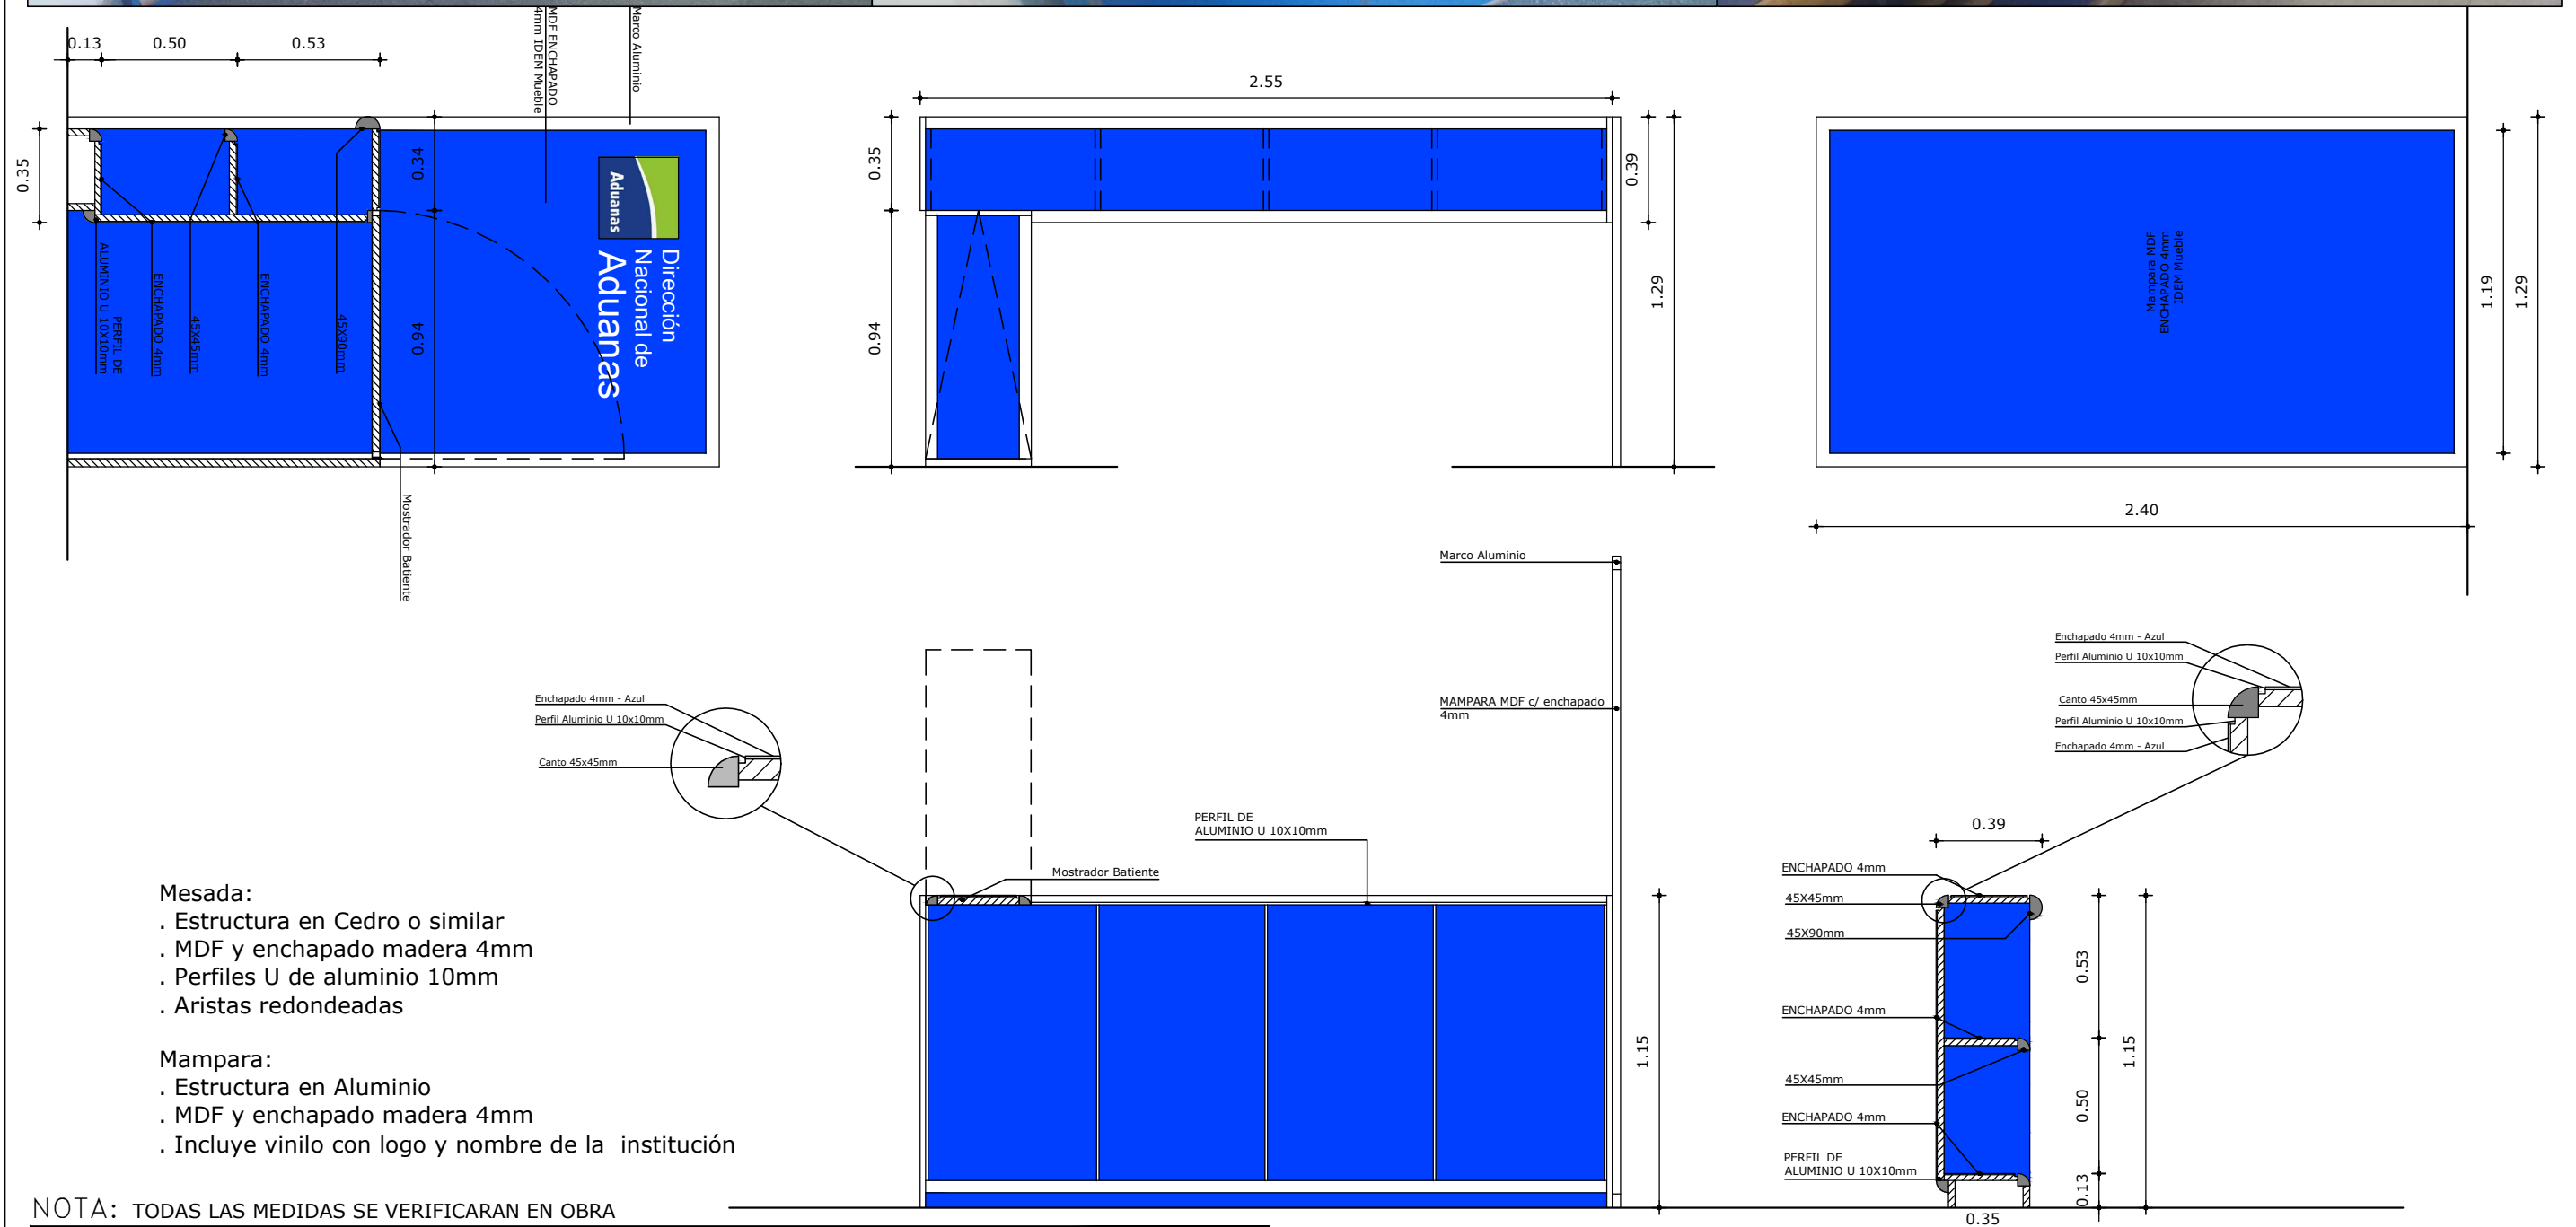 0.13
0.50
0.53
MDF ENCHAPADO
4mm IDEM Mueble
Marco Aluminio
0.35
0.34
0.94
Aduanas
Dirección
Nacional de
Aduanas
PERFIL DE
ALUMINIO U 10X10mm
ENCHAPADO 4mm
45X45mm
ENCHAPADO 4mm
45X90mm
Mostrador Batiente
2.55
0.35
0.39
0.94
1.29
Mampara MDF
ENCHAPADO 4mm
IDEM Mueble
1.19
1.29
2.40
Marco Aluminio
MAMPARA MDF c/ enchapado
4mm
Enchapado 4mm - Azul
Perfil Aluminio U 10x10mm
Canto 45x45mm
PERFIL DE
ALUMINIO U 10X10mm
Mostrador Batiente
1.15
Enchapado 4mm - Azul
Perfil Aluminio U 10x10mm
Canto 45x45mm
Perfil Aluminio U 10x10mm
Enchapado 4mm - Azul
0.39
ENCHAPADO 4mm
45X45mm
45X90mm
ENCHAPADO 4mm
45X45mm
ENCHAPADO 4mm
PERFIL DE
ALUMINIO U 10X10mm
0.53
0.50
0.13
1.15
0.35
Mesada:
. Estructura en Cedro o similar
. MDF y enchapado madera 4mm
. Perfiles U de aluminio 10mm
. Aristas redondeadas
Mampara:
. Estructura en Aluminio
. MDF y enchapado madera 4mm
. Incluye vinilo con logo y nombre de la institución
NOTA: TODAS LAS MEDIDAS SE VERIFICARAN EN OBRA